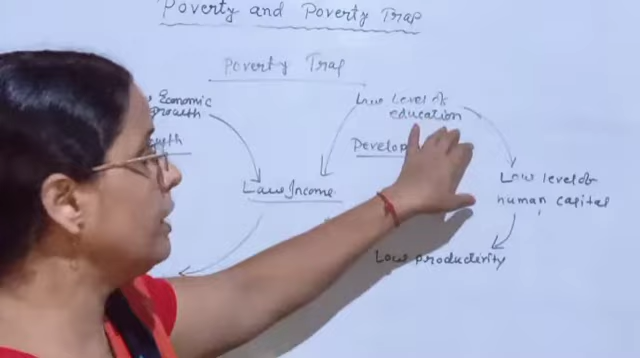 Poverty and Poverty Trap
Poverty Trap
Economic
growth
Low level of
education
Low Income
Low level of
human capital
Low productivity